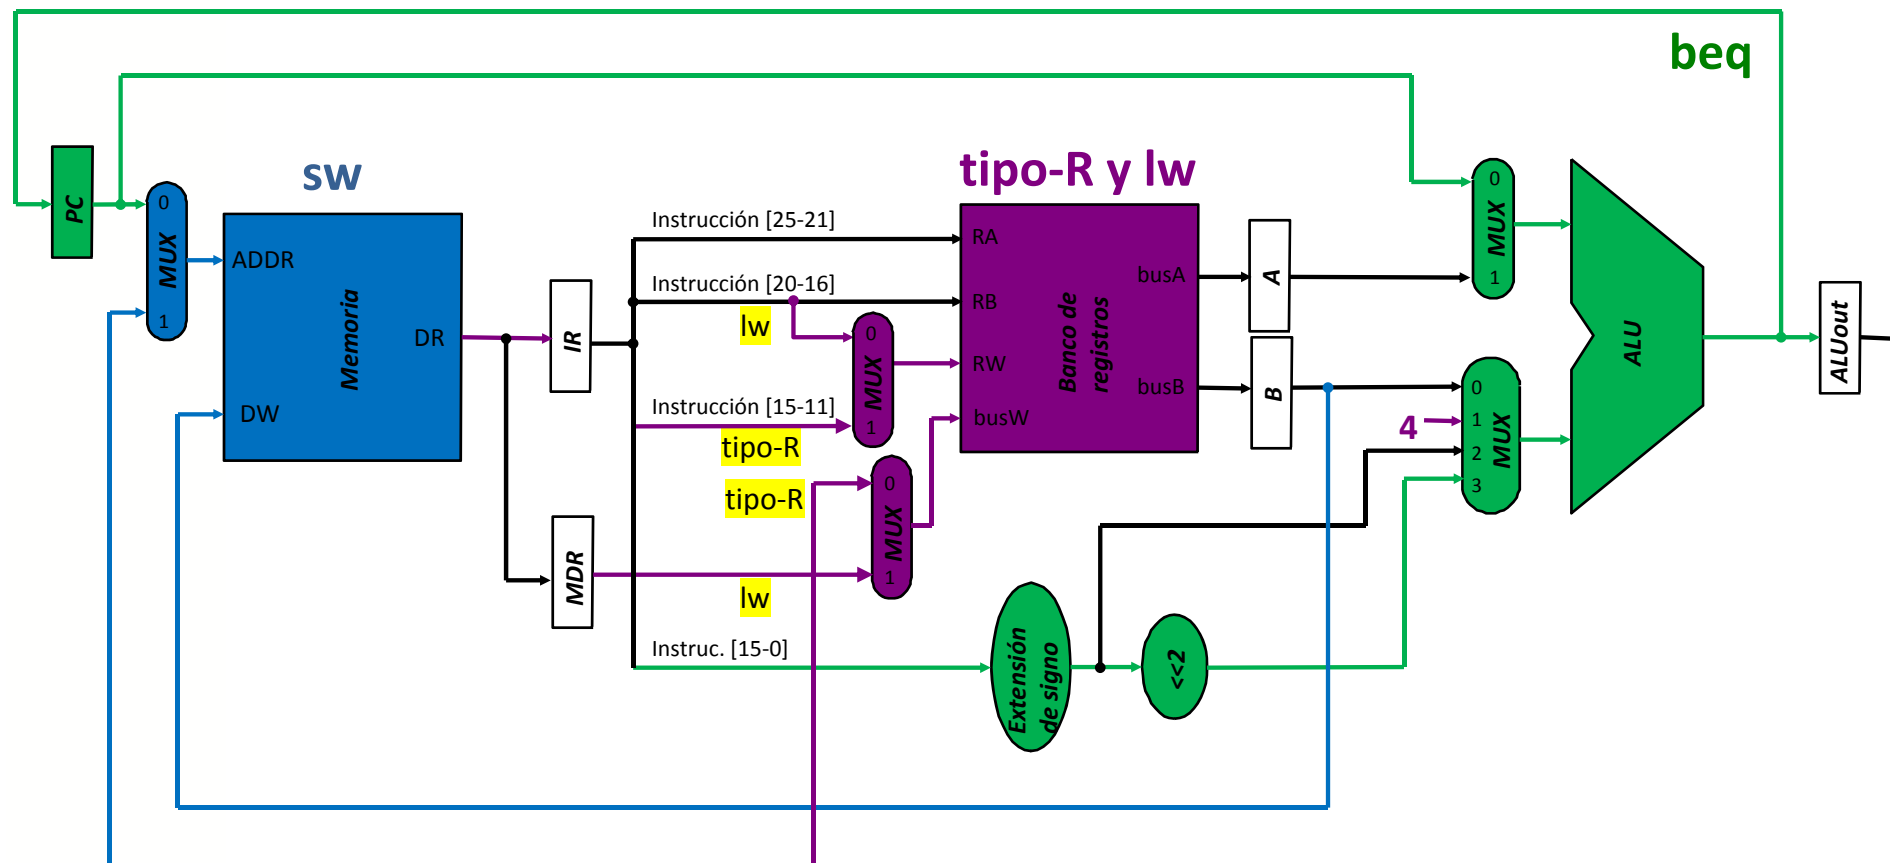 beq
sw
tipo-R y lw
PC
0
MUX
1
ADDR
Memoria
DR
DW
IR
MDR
Instrucción [25-21]
Instrucción [20-16]
lw
0
MUX
1
Instrucción [15-11]
tipo-R
tipo-R
0
MUX
1
lw
Instruc. [15-0]
RA
RB
RW
busW
Banco de
registros
busA
busB
A
B
Extensión
de signo
<<2
0
MUX
1
4
0
1
2
3
MUX
ALU
ALUout